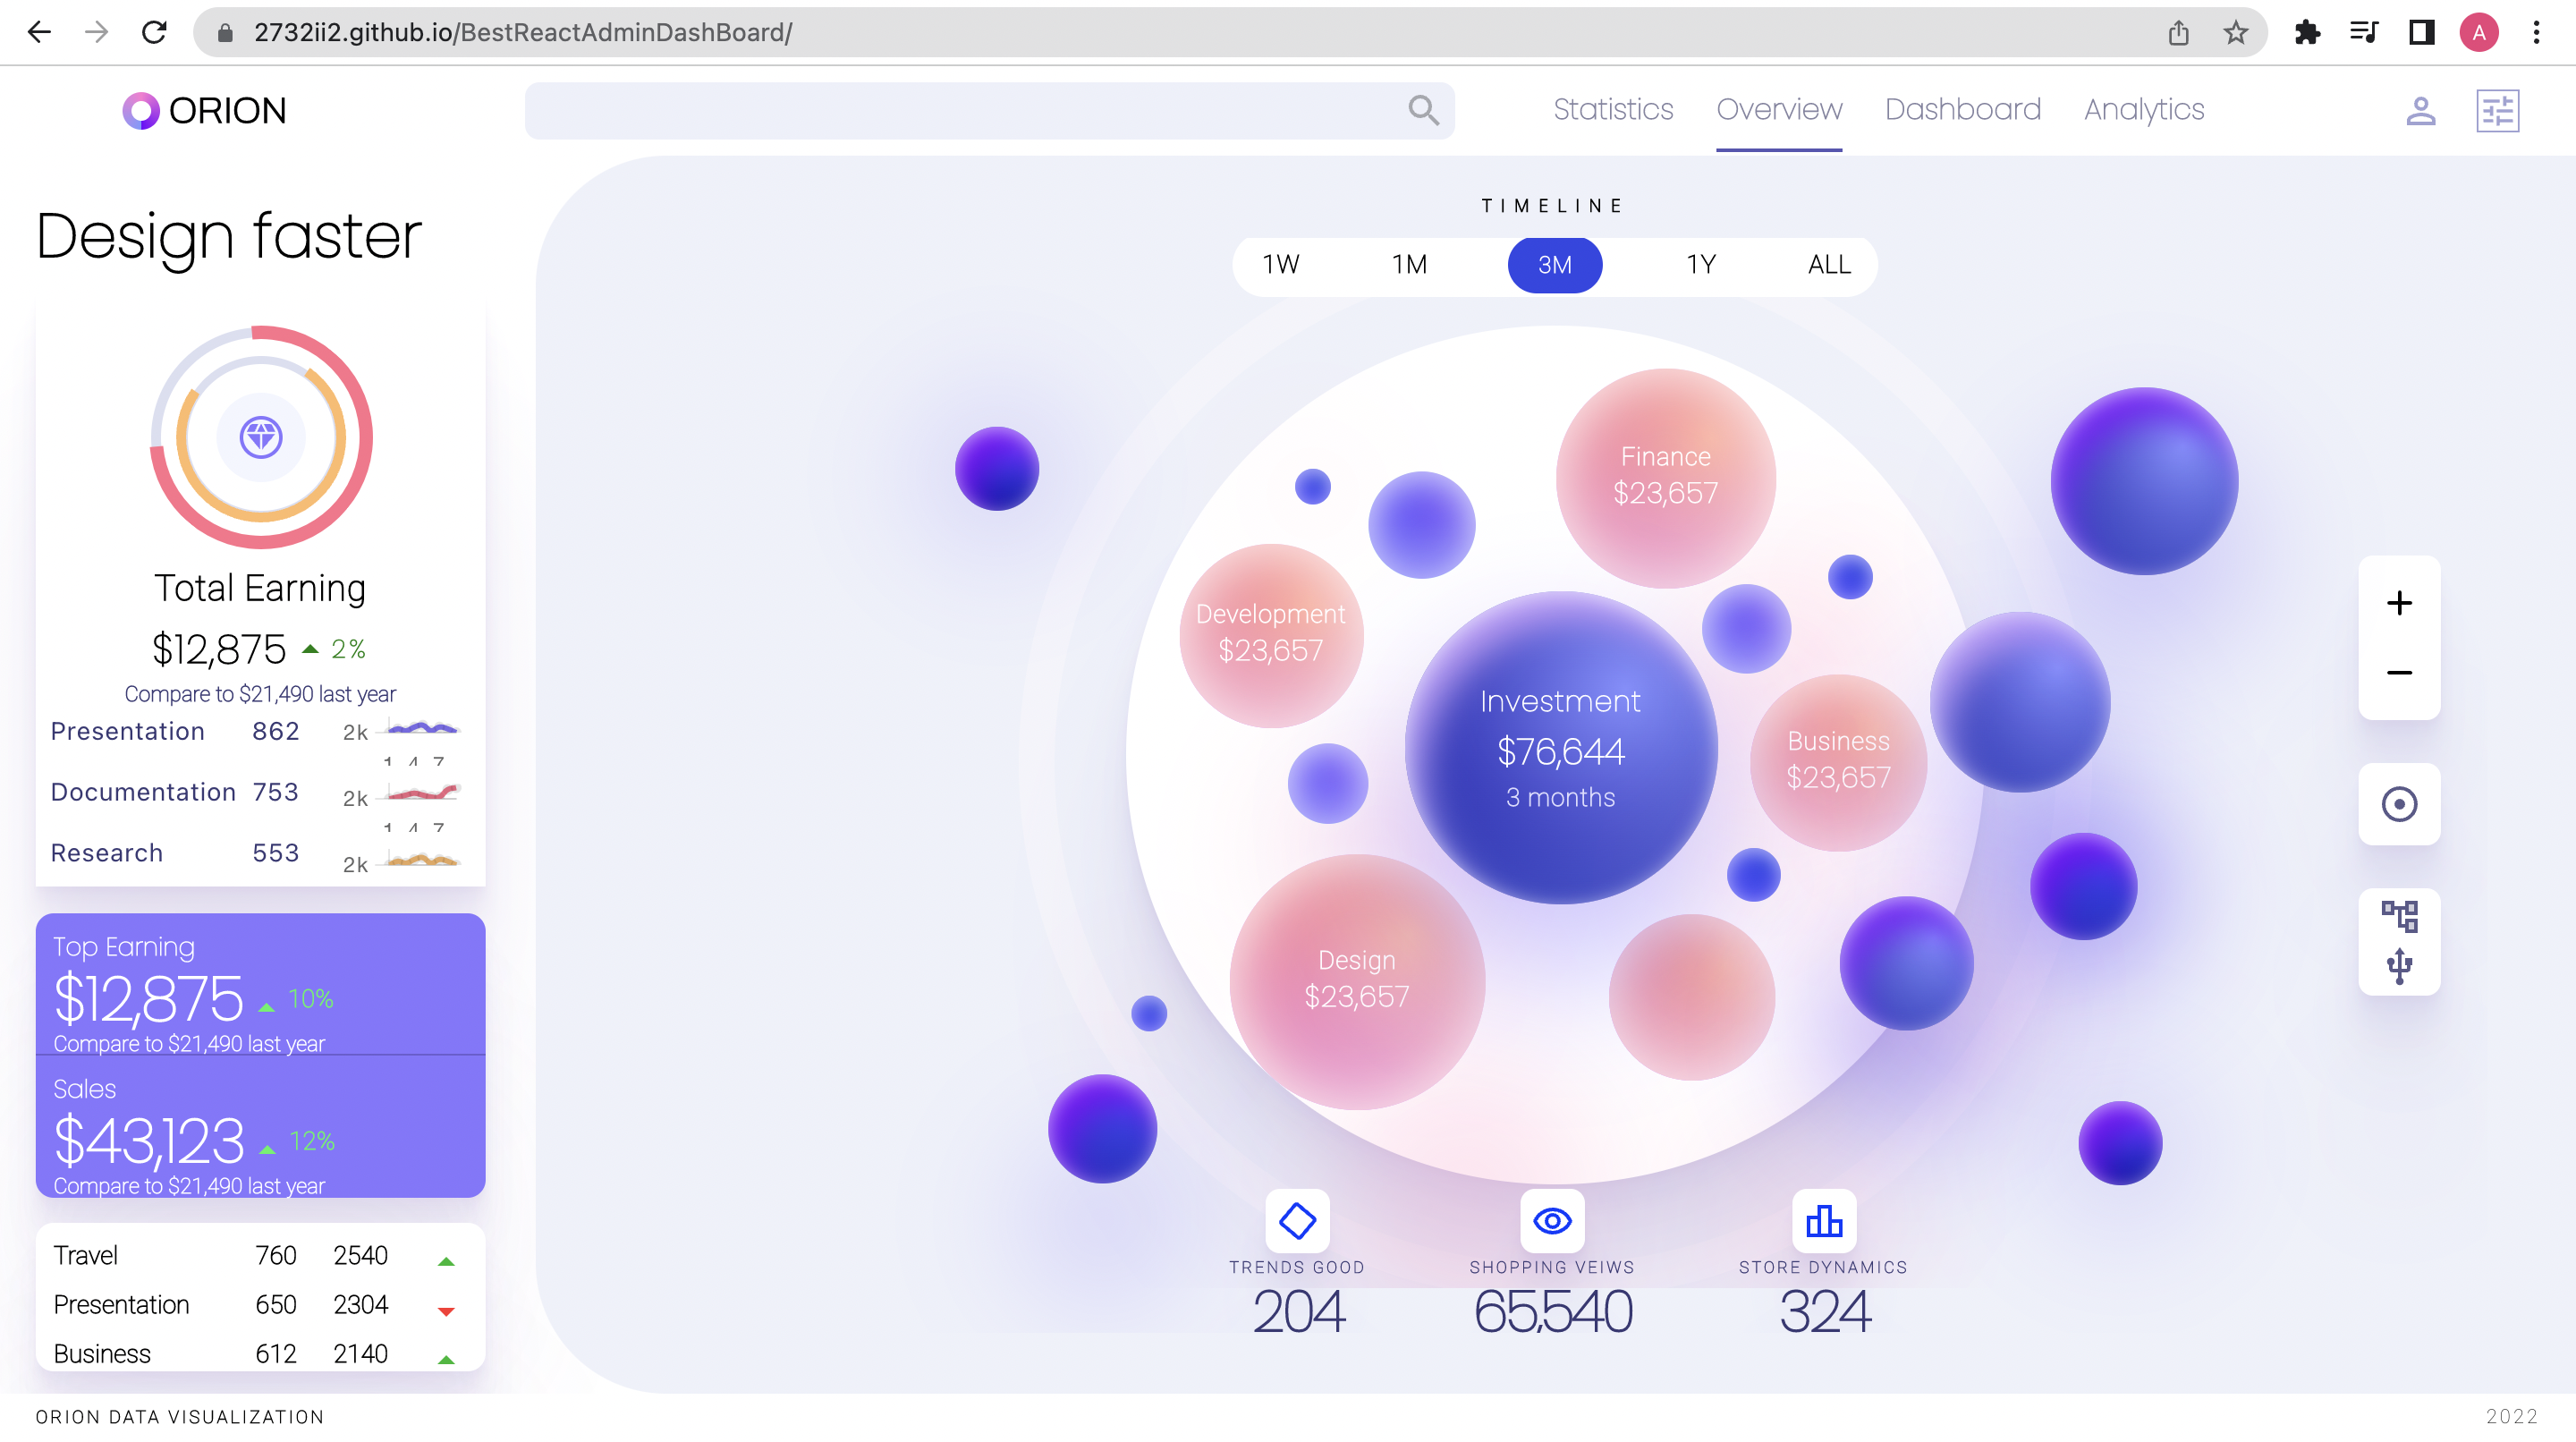 2732ii2.github.io/BestReactAdminDashBoard/
A
ORION
Statistics Overview Dashboard Analytics
Design faster
Total Earning
$12,875 2%
Compare to $21,490 last year
Presentation 862 2k
1 4 7
Documentation 753 2k
1 4 7
Research 553 2k
Top Earning
$12,875 10%
Compare to $21,490 last year
Sales
$43,123 12%
Compare to $21,490 last year
Travel 760 2540
Presentation 650 2304
Business 612 2140
TIMELINE
1W 1M 3M 1Y ALL
Finance
$23,657
Development
$23,657
Investment
$76,644
3 months
Business
$23,657
Design
$23,657
TRENDS GOOD
204
SHOPPING VEIWS
65,540
STORE DYNAMICS
324
ORION DATA VISUALIZATION
2022